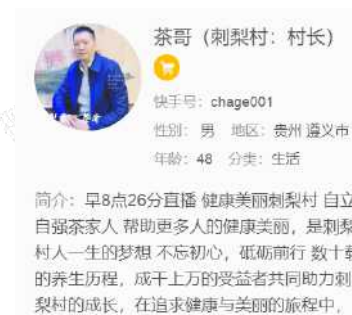 茶哥（刺梨村：村长）
快手号：chage001
性别：男 地区：贵州 遵义市
年龄：48 分类：生活
简介：早8点26分直播 健康美丽刺梨村 自立
自强茶家人 帮助更多人的健康美丽，是刺梨
村人一生的梦想 不忘初心，砥砺前行 数十载
的养生历程，成千上万的受益者共同助力刺
梨村的成长，在追求健康与美丽的旅程中，